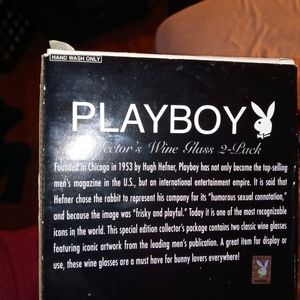 HAND WASH ONLY
PLAYBOY
Collector's Wine Glass 2-Pack
Founded in Chicago in 1953 by Hugh Hefner, Playboy has not only become the top-selling
men's magazine in the U.S., but an international entertainment empire. It is said that
Hefner chose the rabbit to represent his company for its "humorous sexual connotation,"
and because the image was "frisky and playful." Today it is one of the most recognizable
icons in the world. This special edition collector's package contains two classic wine glasses
featuring iconic artwork from the leading men's publication. A great item for display or
use, these wine glasses are a must have for bunny lovers everywhere!